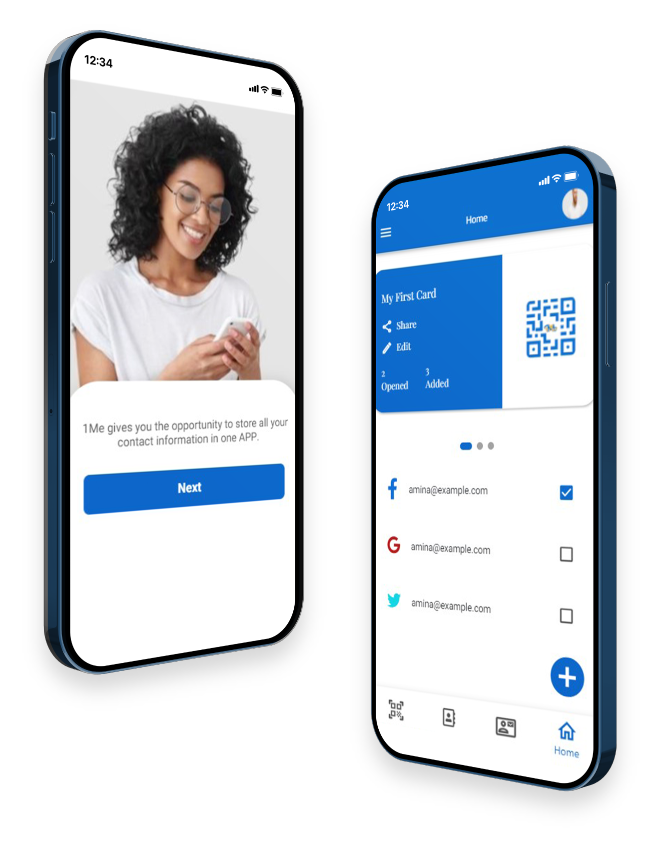 12:34
1Me gives you the opportunity to store all your
contact information in one APP.
Next
12:34
Home
My First Card
Share
Edit
2
Opened
3
Added
amina@example.com
amina@example.com
amina@example.com
Home